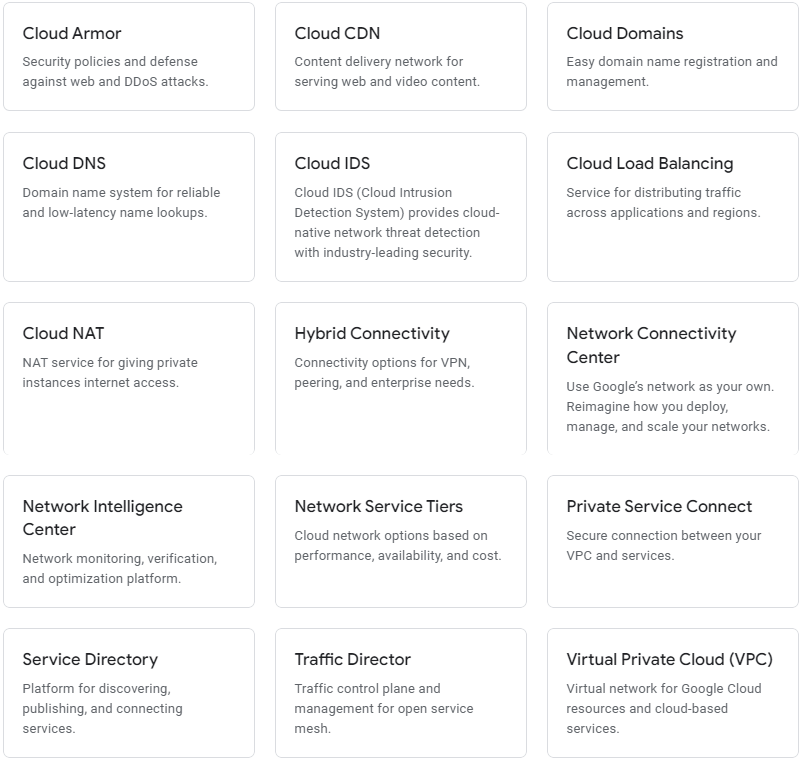 Cloud Armor
Security policies and defense
against web and DDoS attacks.
Cloud CDN
Content delivery network for
serving web and video content.
Cloud Domains
Easy domain name registration and
management.
Cloud DNS
Domain name system for reliable
and low-latency name lookups.
Cloud IDS
Cloud IDS (Cloud Intrusion
Detection System) provides cloud-
native network threat detection
with industry-leading security.
Cloud Load Balancing
Service for distributing traffic
across applications and regions.
Cloud NAT
NAT service for giving private
instances internet access.
Hybrid Connectivity
Connectivity options for VPN,
peering, and enterprise needs.
Network Connectivity
Center
Use Google’s network as your own.
Reimagine how you deploy,
manage, and scale your networks.
Network Intelligence
Center
Network monitoring, verification,
and optimization platform.
Network Service Tiers
Cloud network options based on
performance, availability, and cost.
Private Service Connect
Secure connection between your
VPC and services.
Service Directory
Platform for discovering,
publishing, and connecting
services.
Traffic Director
Traffic control plane and
management for open service
mesh.
Virtual Private Cloud (VPC)
Virtual network for Google Cloud
resources and cloud-based
services.